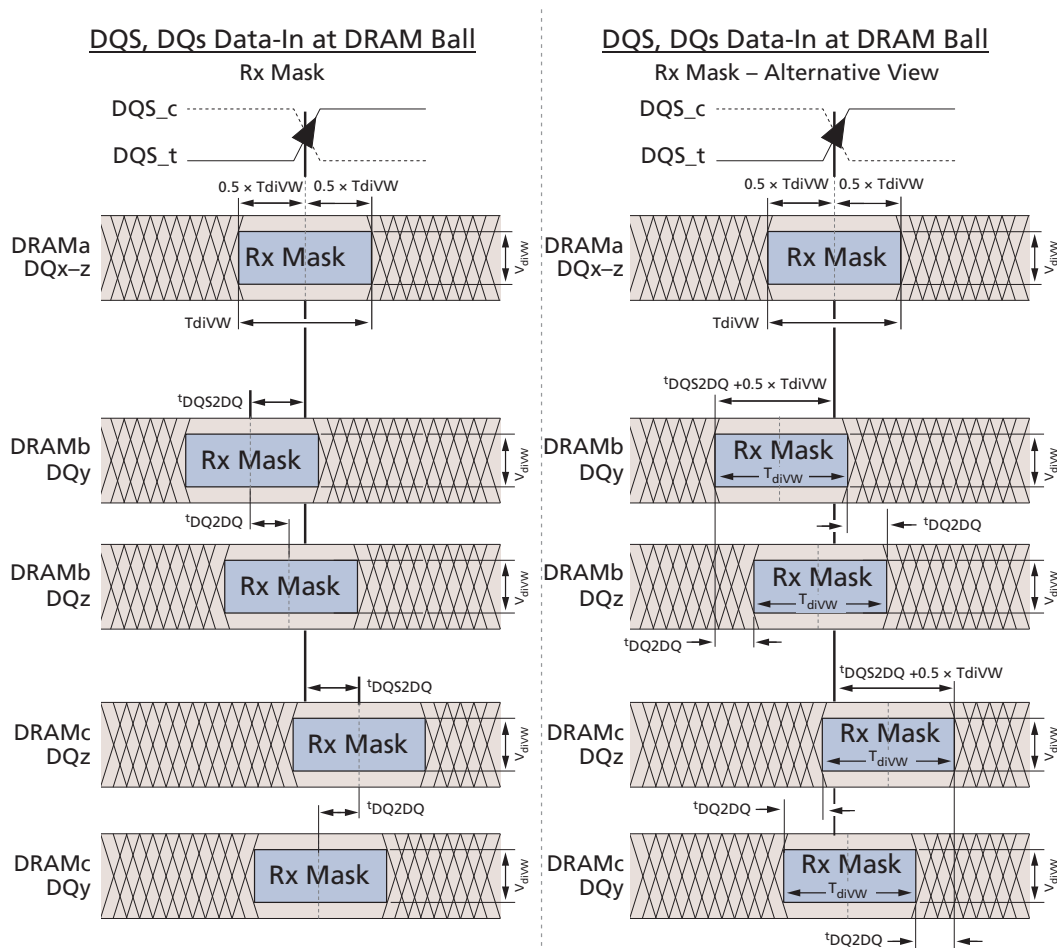 DQS, DQs Data-In at DRAM Ball
Rx Mask
DQS_c
DQS_t
0.5 × TdiVW
0.5 × TdiVW
DRAMa
DQx–z
Rx Mask
VdiVW
TdiVW
tDQS2DQ
DRAMb
DQy
Rx Mask
VdiVW
tDQ2DQ
DRAMb
DQz
Rx Mask
VdiVW
tDQS2DQ
DRAMc
DQz
Rx Mask
VdiVW
tDQ2DQ
DRAMc
DQy
Rx Mask
VdiVW
DQS, DQs Data-In at DRAM Ball
Rx Mask – Alternative View
DQS_c
DQS_t
0.5 × TdiVW
0.5 × TdiVW
DRAMa
DQx–z
Rx Mask
VdiVW
TdiVW
tDQS2DQ +0.5 × TdiVW
DRAMb
DQy
Rx Mask
TdiVW
VdiVW
tDQ2DQ
DRAMb
DQz
Rx Mask
TdiVW
VdiVW
tDQ2DQ
tDQS2DQ +0.5 × TdiVW
DRAMc
DQz
Rx Mask
TdiVW
VdiVW
tDQ2DQ
DRAMc
DQy
Rx Mask
TdiVW
VdiVW
tDQ2DQ